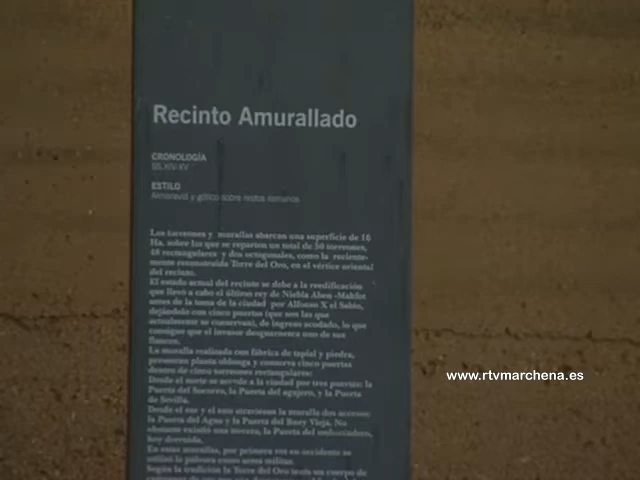 Recinto Amurallado
CRONOLOGÍA
SS.XIV-XV
ESTILO
Almoravid y gótico sobre restos romanos
Los torreones y murallas abarcan una superficie de 16
Ha, sobre las que se reparten un total de 50 torreones,
48 rectangulares y dos octogonales, como la reciente-
mente reconstruida Torre del Oro, en el vértice oriental
del recinto.
El estado actual del recinto se debe a la reedificación
que llevó a cabo el último rey de Niebla Aben -Mahfot
antes de la toma de la ciudad por Alfonso X el Sabio,
dejándolo con cinco puertas (que son las que
actualmente se conservan), de ingreso acodado, lo que
consigue que el invasor desguarnezca uno de sus
flancos.
La muralla realizada con fábrica de tapial y piedra,
presentan planta oblonga y conserva cinco puertas
dentro de cinco torreones rectangulares:
Desde el norte se accede a la ciudad por tres puertas: la
Puerta del Socorro, la Puerta del agujero, y la Puerta
de Sevilla.
Desde el sur y el este atraviesan la muralla dos accesos:
la Puerta del Agua y la Puerta del Buey Vieja. No
obstante existió una tercera, la Puerta del embarcadero,
hoy derruida.
En estas murallas, por primera vez en occidente se
utilizó la pólvora como arma militar.
Según la tradición la Torre del Oro tenía un cuerpo de
www.rtvmarchena.es